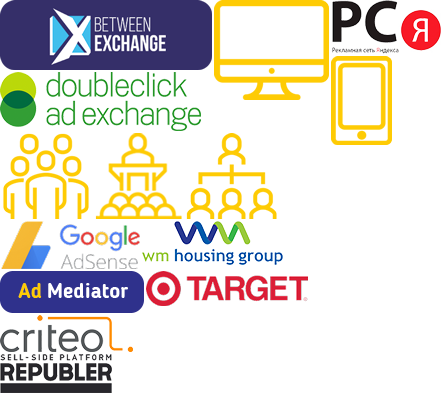 BETWEEN
EXCHANGE
РСЯ
Рекламная сеть Яндекса
doubleclick
ad exchange
Google
AdSense
wm housing group
Ad Mediator
TARGET
criteo
SELL-SIDE PLATFORM
REPUBLER